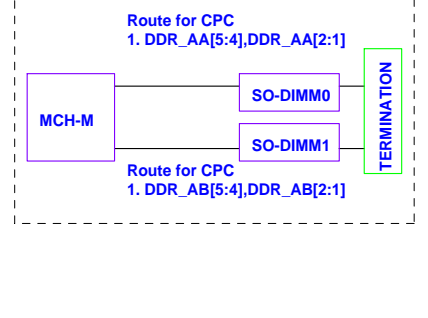 Route for CPC
1. DDR_AA[5:4],DDR_AA[2:1]
MCH-M
SO-DIMM0
SO-DIMM1
TERMINATION
Route for CPC
1. DDR_AB[5:4],DDR_AB[2:1]